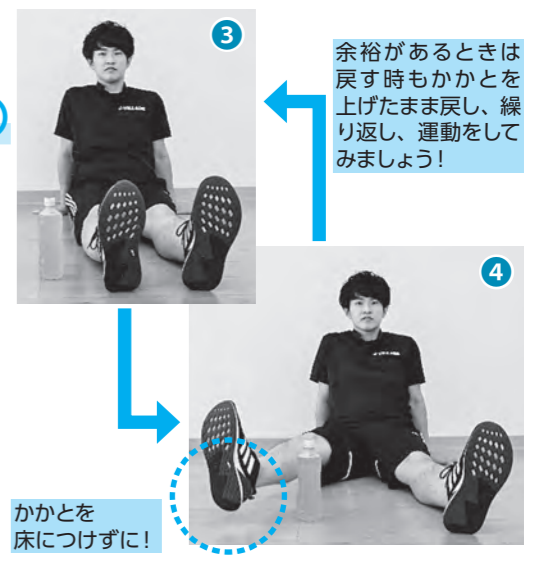 ❸
余裕があるときは
戻す時もかかとを
上げたまま戻し、繰
り返し、運動をして
みましょう!
❹
かかとを
床につけずに!